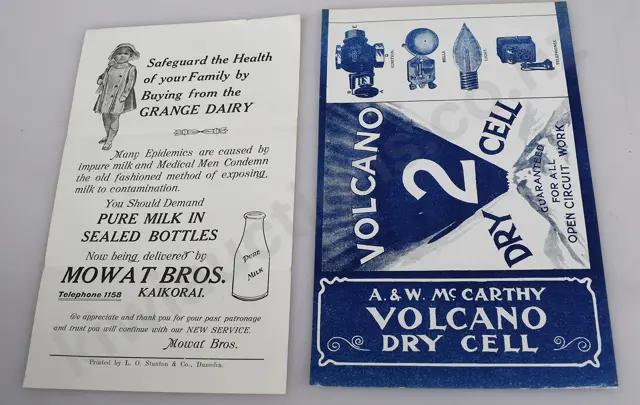 Safeguard the Health
of your Family by
Buying from the
GRANGE DAIRY
Many Epidemics are caused by
impure milk and Medical Men Condemn
the old fashioned method of exposing
milk to contamination.
You Should Demand
PURE MILK IN
SEALED BOTTLES
Now being delivered by
MOWAT BROS.
Telephone 1158
KAIKORAI.
PURE
MILK
We appreciate and thank you for your past patronage
and trust you will continue with our NEW SERVICE.
Mowat Bros.
Printed by L. O. Stanton & Co., Dunedin.
IGNITION.
BELLS
LIGHT.
TELEPHONES.
VOLCANO
2
DRY CELL
GUARANTEED
FOR ALL
OPEN CIRCUIT WORK
A. & W. McCARTHY
VOLCANO
DRY CELL